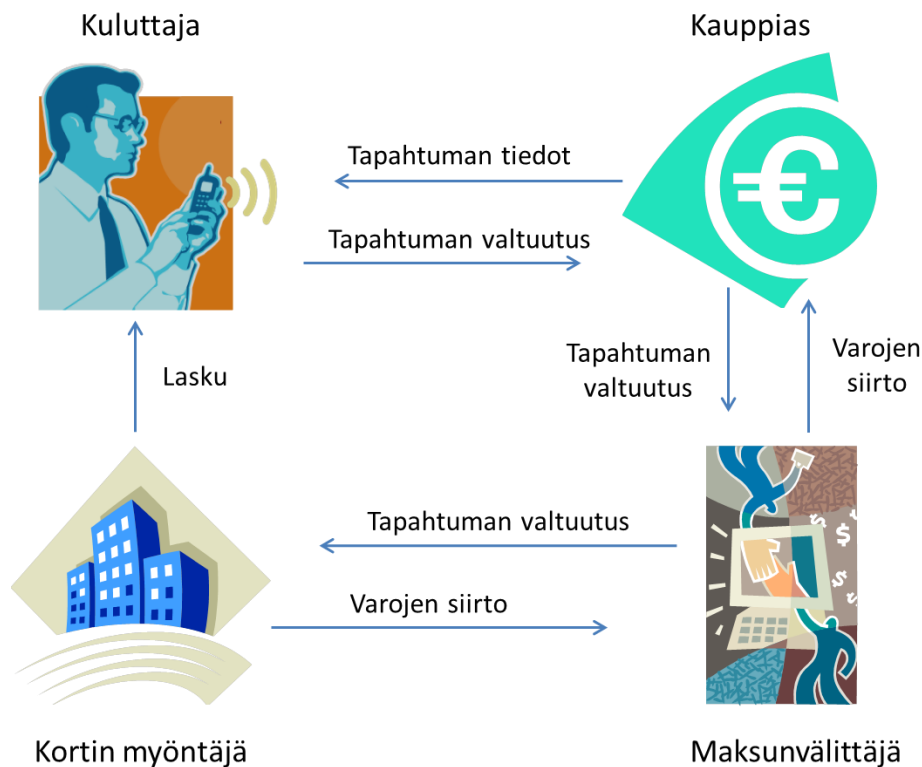 Kuluttaja
Kauppias
Tapahtuman tiedot
Tapahtuman valtuutus
Tapahtuman
valtuutus
Varojen
siirto
Lasku
Tapahtuman valtuutus
Varojen siirto
Kortin myöntäjä
Maksunvälittäjä